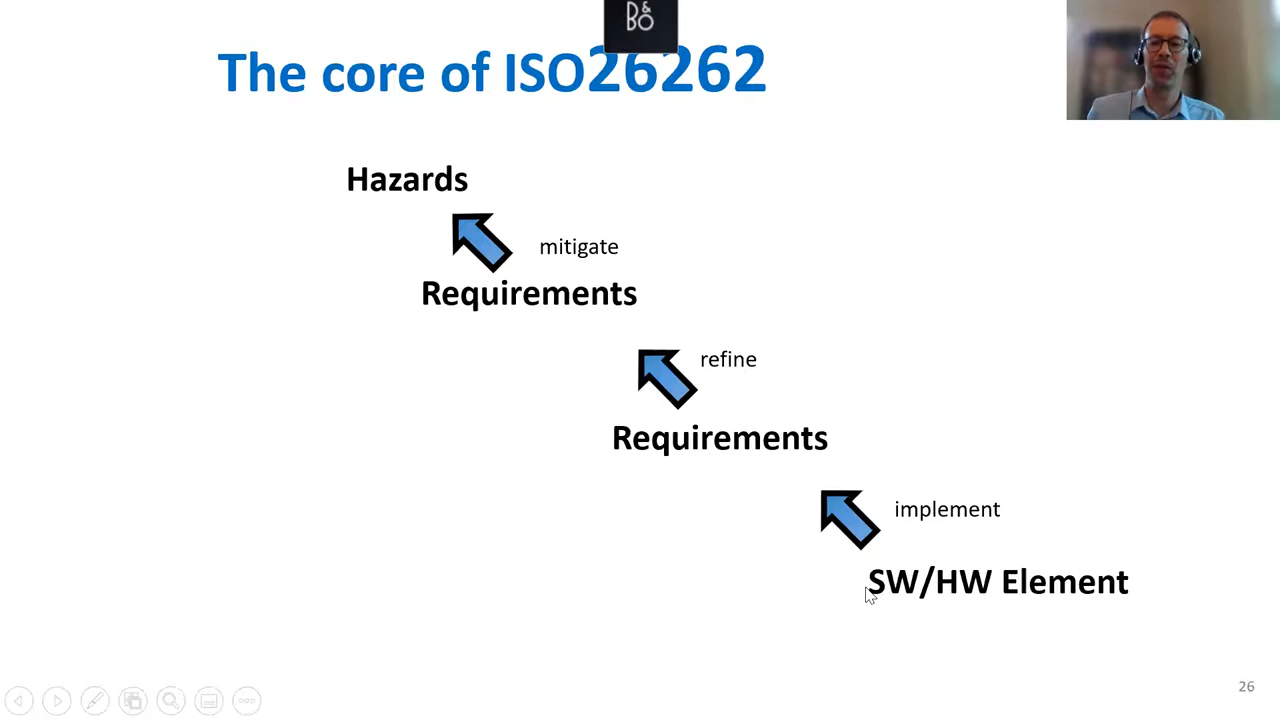 B&O
The core of ISO26262
Hazards
mitigate
Requirements
refine
Requirements
implement
SW/HW Element
26